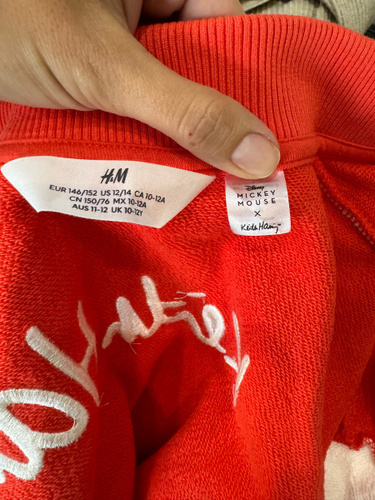 H&M
EUR 146/152 US 12/14 CA 10-12A
CN 150/76 MX 10-12A
AUS 11-12 UK 10-12Y
Disney
MICKEY
MOUSE
X
Keith Haring